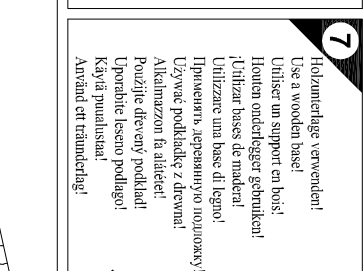 7
Holzunterlage verwenden!
Use a wooden base!
Utiliser un support en bois!
Houten onderlegger gebruiken!
¡Utilizar bases de madera!
Utilizzare una base di legno!
Применять деревянную подложку!
Używać podkładkę z drewna!
Alkalmazzon fa alátétet!
Použijte dřevený podklad!
Uporabite leseno podlago!
Käytä puualustaa!
Använd ett träunderlag!